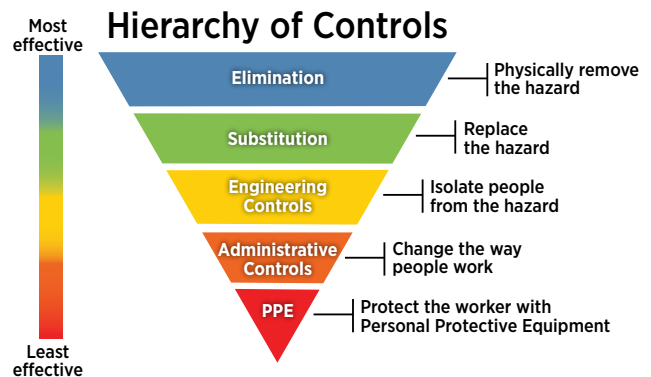 Hierarchy of Controls
Most
effective
Elimination
Physically remove
the hazard
Substitution
Replace
the hazard
Engineering
Controls
Isolate people
from the hazard
Administrative
Controls
Change the way
people work
PPE
Protect the worker with
Personal Protective Equipment
Least
effective